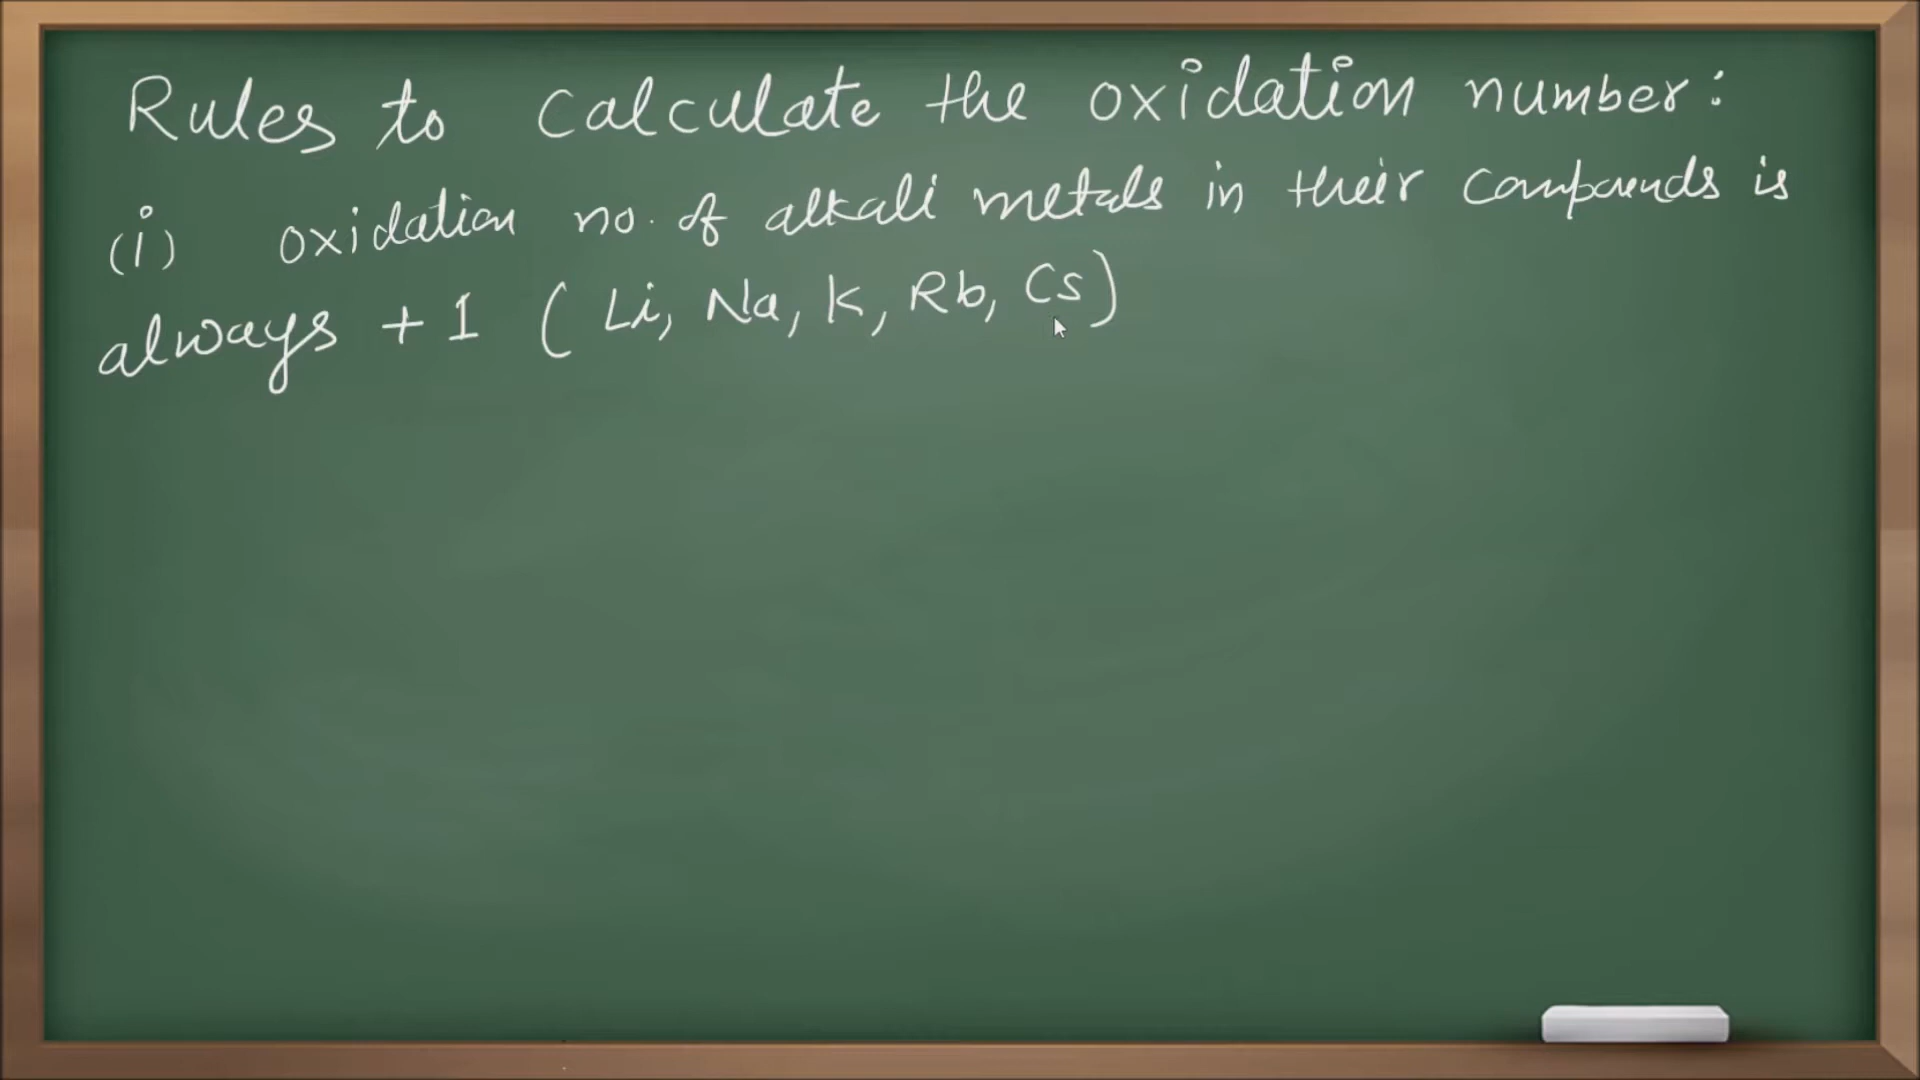 Rules to calculate the oxidation number:
(i) oxidation no. of alkali metals in their compounds is
always +1 (Li, Na, K, Rb, Cs)